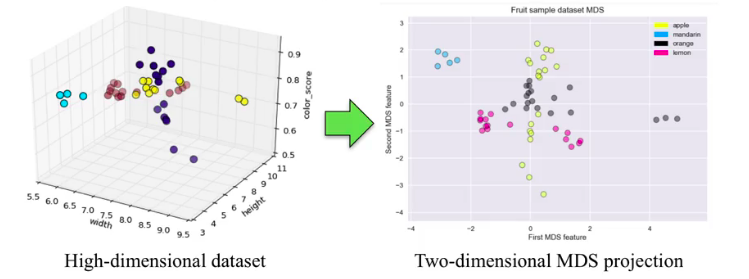 Fruit sample dataset MDS
apple
mandarin
orange
lemon
0.9
0.8
0.7
0.6
0.5
color_score
5.5 6.0 6.5 7.0 7.5 8.0 8.5 9.0 9.5
width
3 4 5 6 7 8 9 10 11
height
3
2
1
0
−1
−2
−3
−4
Second MDS feature
−4 −2 0 2 4
First MDS feature
High-dimensional dataset
Two-dimensional MDS projection